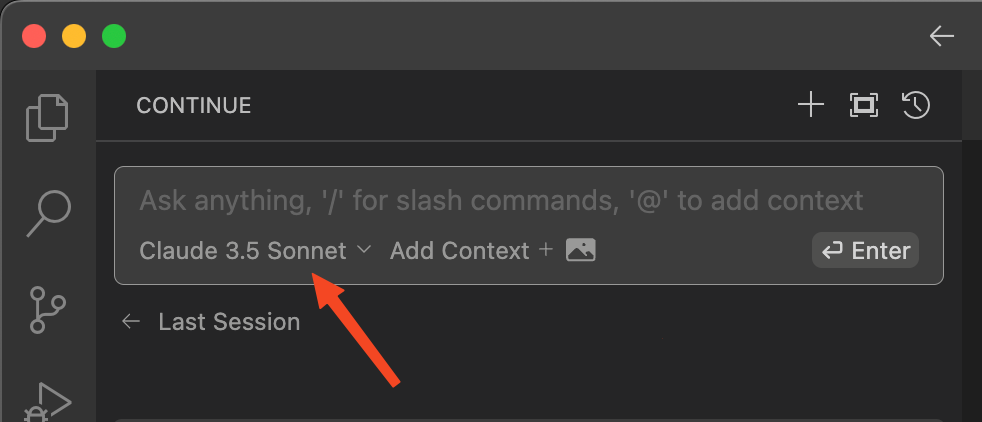 CONTINUE
Ask anything, '/' for slash commands, '@' to add context
Claude 3.5 Sonnet Add Context + Enter
Last Session